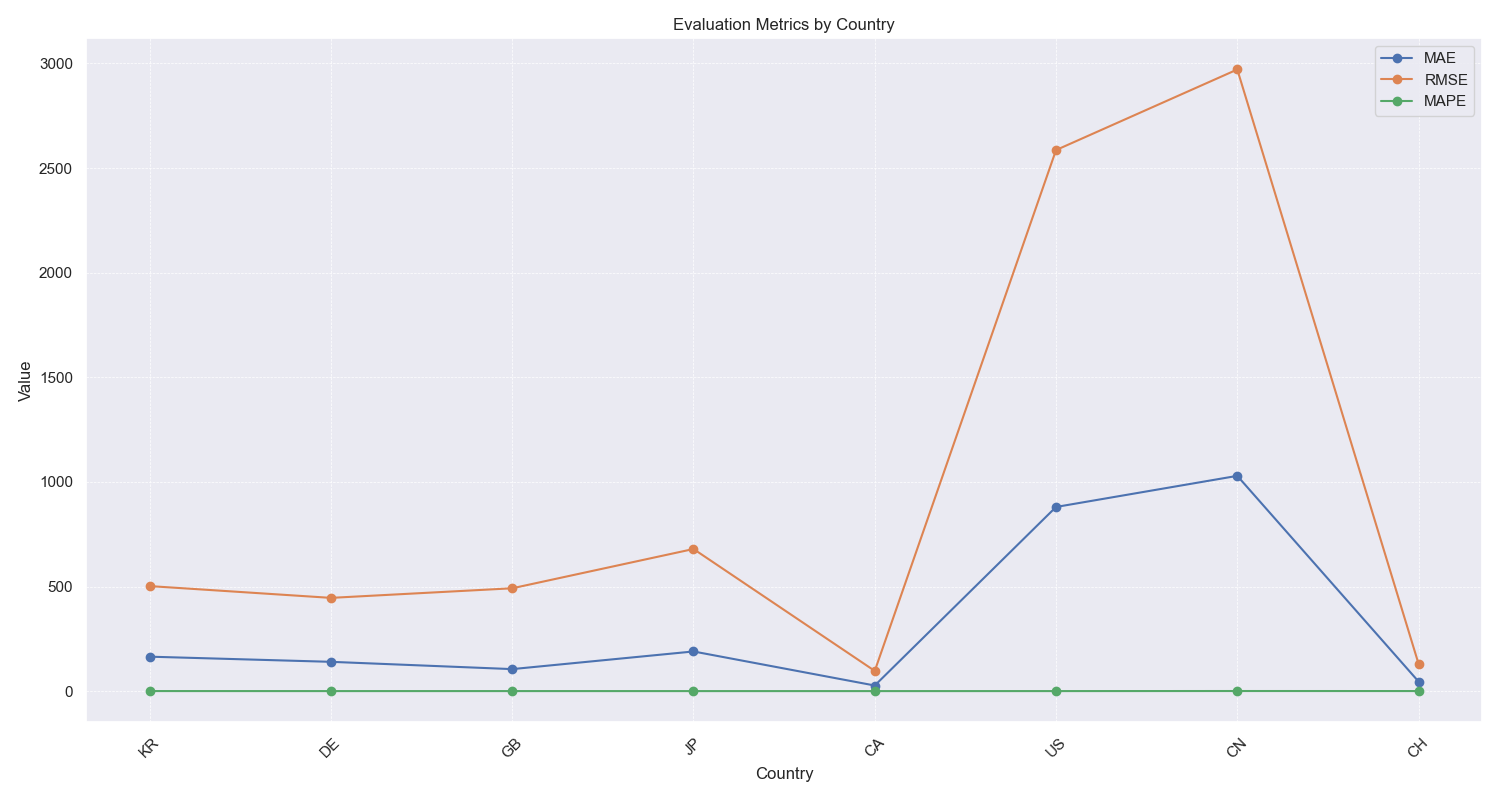 Evaluation Metrics by Country
MAE
RMSE
MAPE
3000
2500
2000
1500
1000
500
0
Value
KR
DE
GB
JP
CA
US
CN
CH
Country